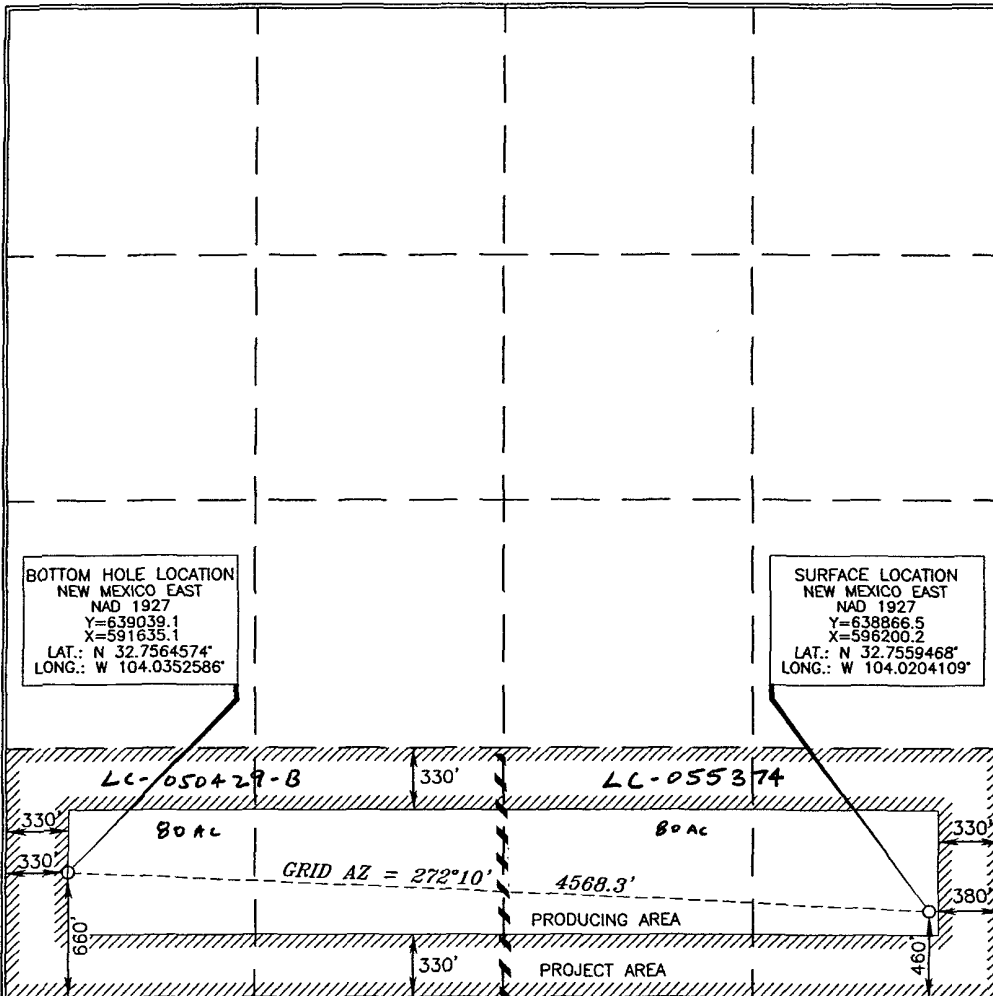 BOTTOM HOLE LOCATION
NEW MEXICO EAST
NAD 1927
Y=639039.1
X=591635.1
LAT.: N 32.7564574°
LONG.: W 104.0352586°
SURFACE LOCATION
NEW MEXICO EAST
NAD 1927
Y=638866.5
X=596200.2
LAT.: N 32.7559468°
LONG.: W 104.0204109°
LC-050429-B
330'
LC-055374
330'
80 AC
80 AC
330'
330'
GRID AZ = 272°10'
4568.3'
380'
PRODUCING AREA
660'
460'
330'
PROJECT AREA